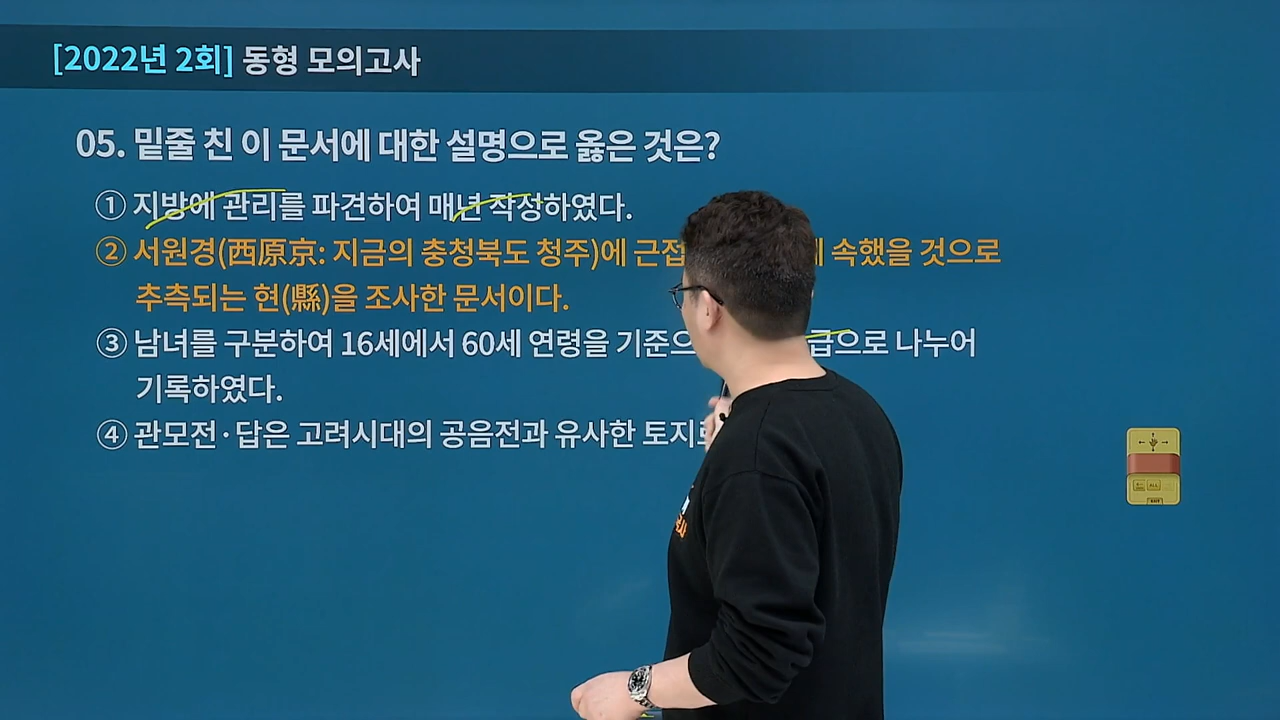 [2022년 2회] 동형 모의고사
05. 밑줄 친 이 문서에 대한 설명으로 옳은 것은?
① 지방에 관리를 파견하여 매년 작성하였다.
② 서원경(西原京: 지금의 충청북도 청주)에 근접 속했을 것으로
추측되는 현(縣)을 조사한 문서이다.
③ 남녀를 구분하여 16세에서 60세 연령을 기준으 급으로 나누어
기록하였다.
④ 관모전·답은 고려시대의 공음전과 유사한
ALL
EXIT